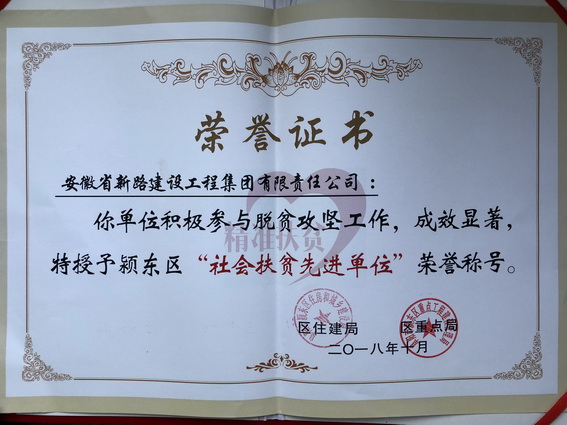 荣誉证书
安徽省新路建设工程集团有限责任公司：
你单位积极参与脱贫攻坚工作，成效显著，
精准扶贫
特授予颍东区“社会扶贫先进单位”荣誉称号。
区住建局 区重点局
二〇一八年十月